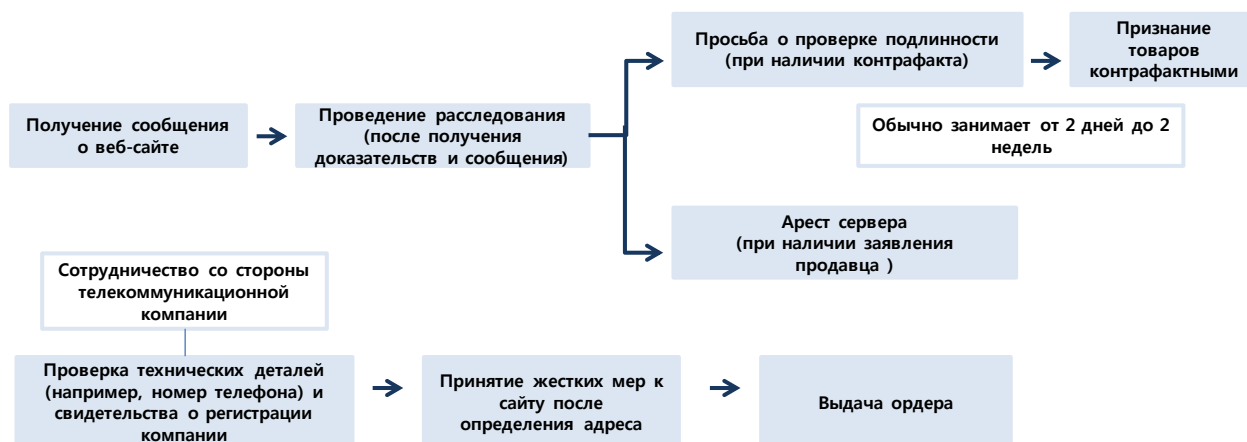 Получение сообщения
о веб-сайте
Проведение расследования
(после получения
доказательств и сообщения)
Просьба о проверке подлинности
(при наличии контрафакта)
Признание
товаров
контрафактными
Обычно занимает от 2 дней до 2
недель
Арест сервера
(при наличии заявления
продавца )
Сотрудничество со стороны
телекоммуникационной
компании
Проверка технических деталей
(например, номер телефона) и
свидетельства о регистрации
компании
Принятие жестких мер к
сайту после
определения адреса
Выдача ордера